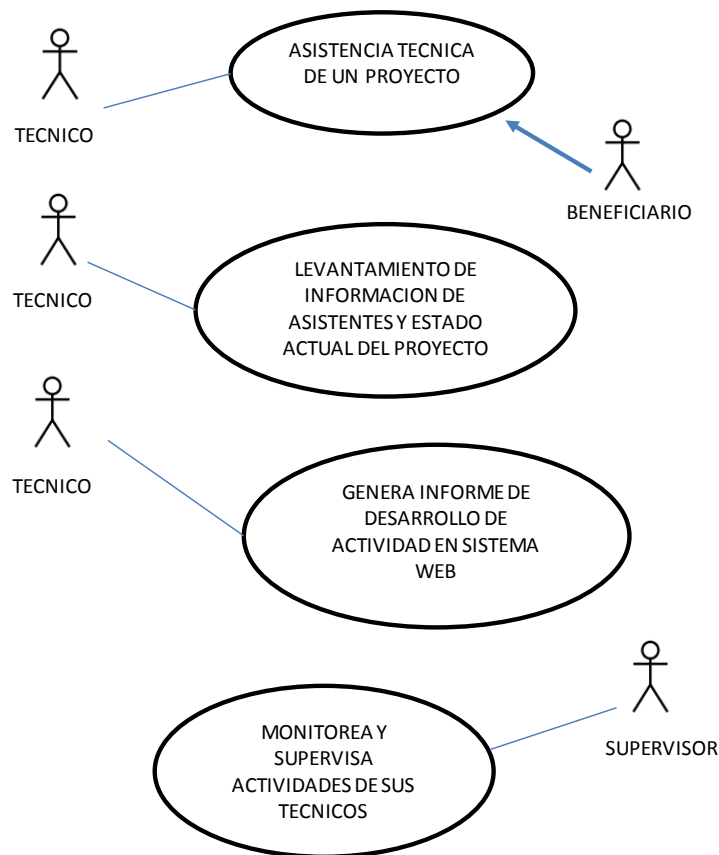 ASISTENCIA TECNICA
DE UN PROYECTO
TECNICO
BENEFICIARIO
LEVANTAMIENTO DE
INFORMACION DE
ASISTENTES Y ESTADO
ACTUAL DEL PROYECTO
TECNICO
TECNICO
GENERA INFORME DE
DESARROLLO DE
ACTIVIDAD EN SISTEMA
WEB
MONITOREA Y
SUPERVISA
ACTIVIDADES DE SUS
TECNICOS
SUPERVISOR